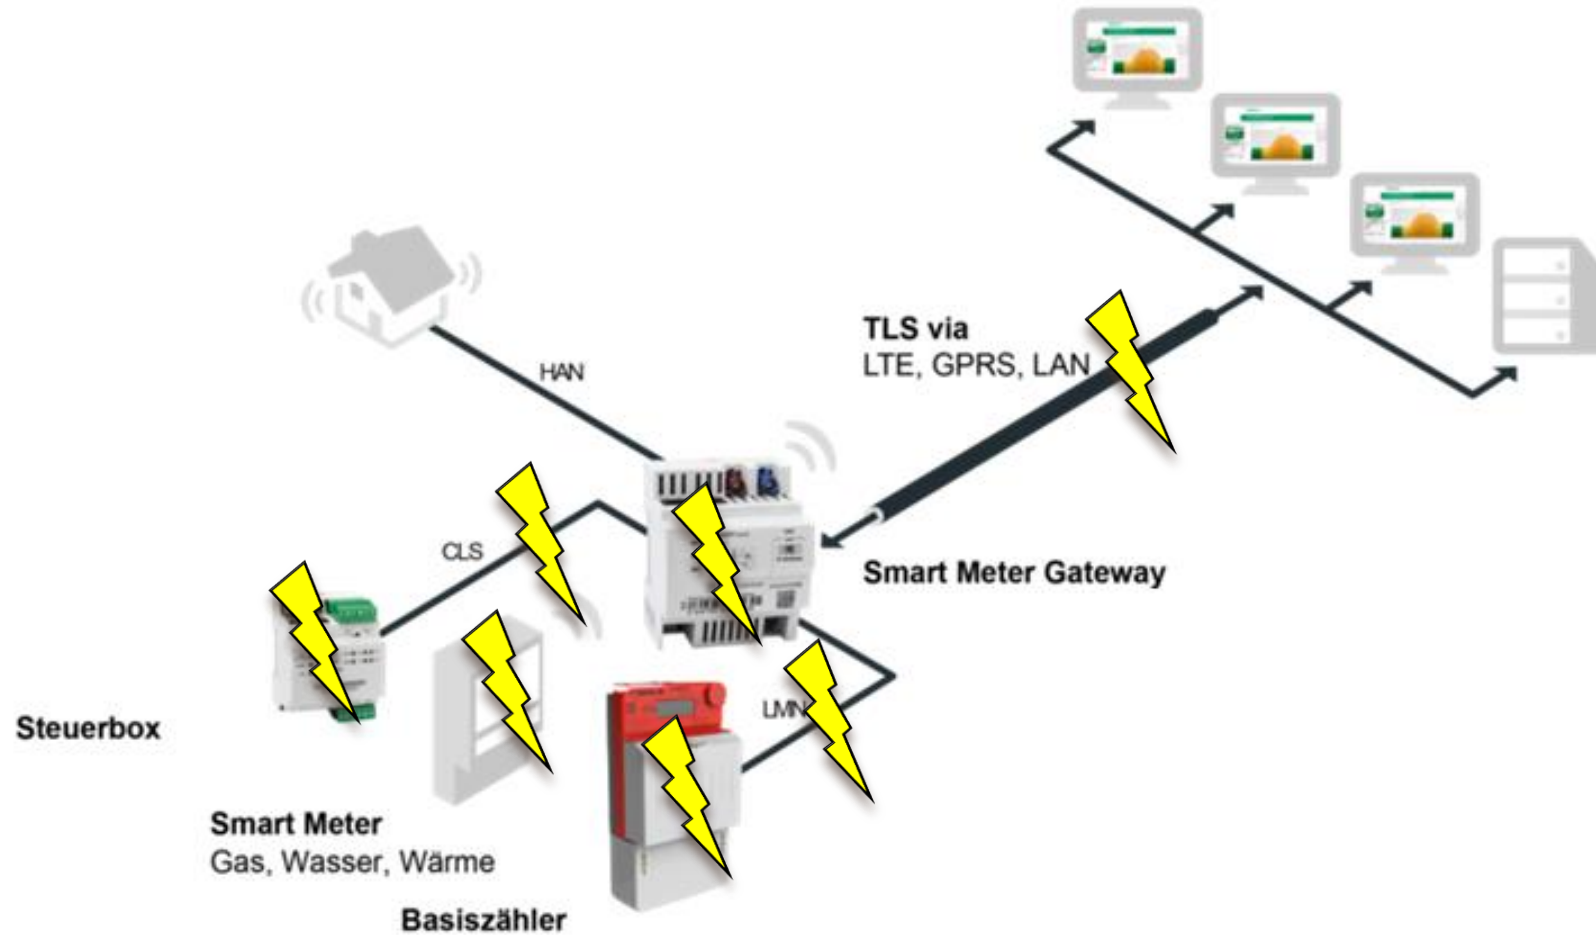 TLS via
LTE, GPRS, LAN
HAN
CLS
Smart Meter Gateway
LMN
Steuerbox
Smart Meter
Gas, Wasser, Wärme
Basiszähler